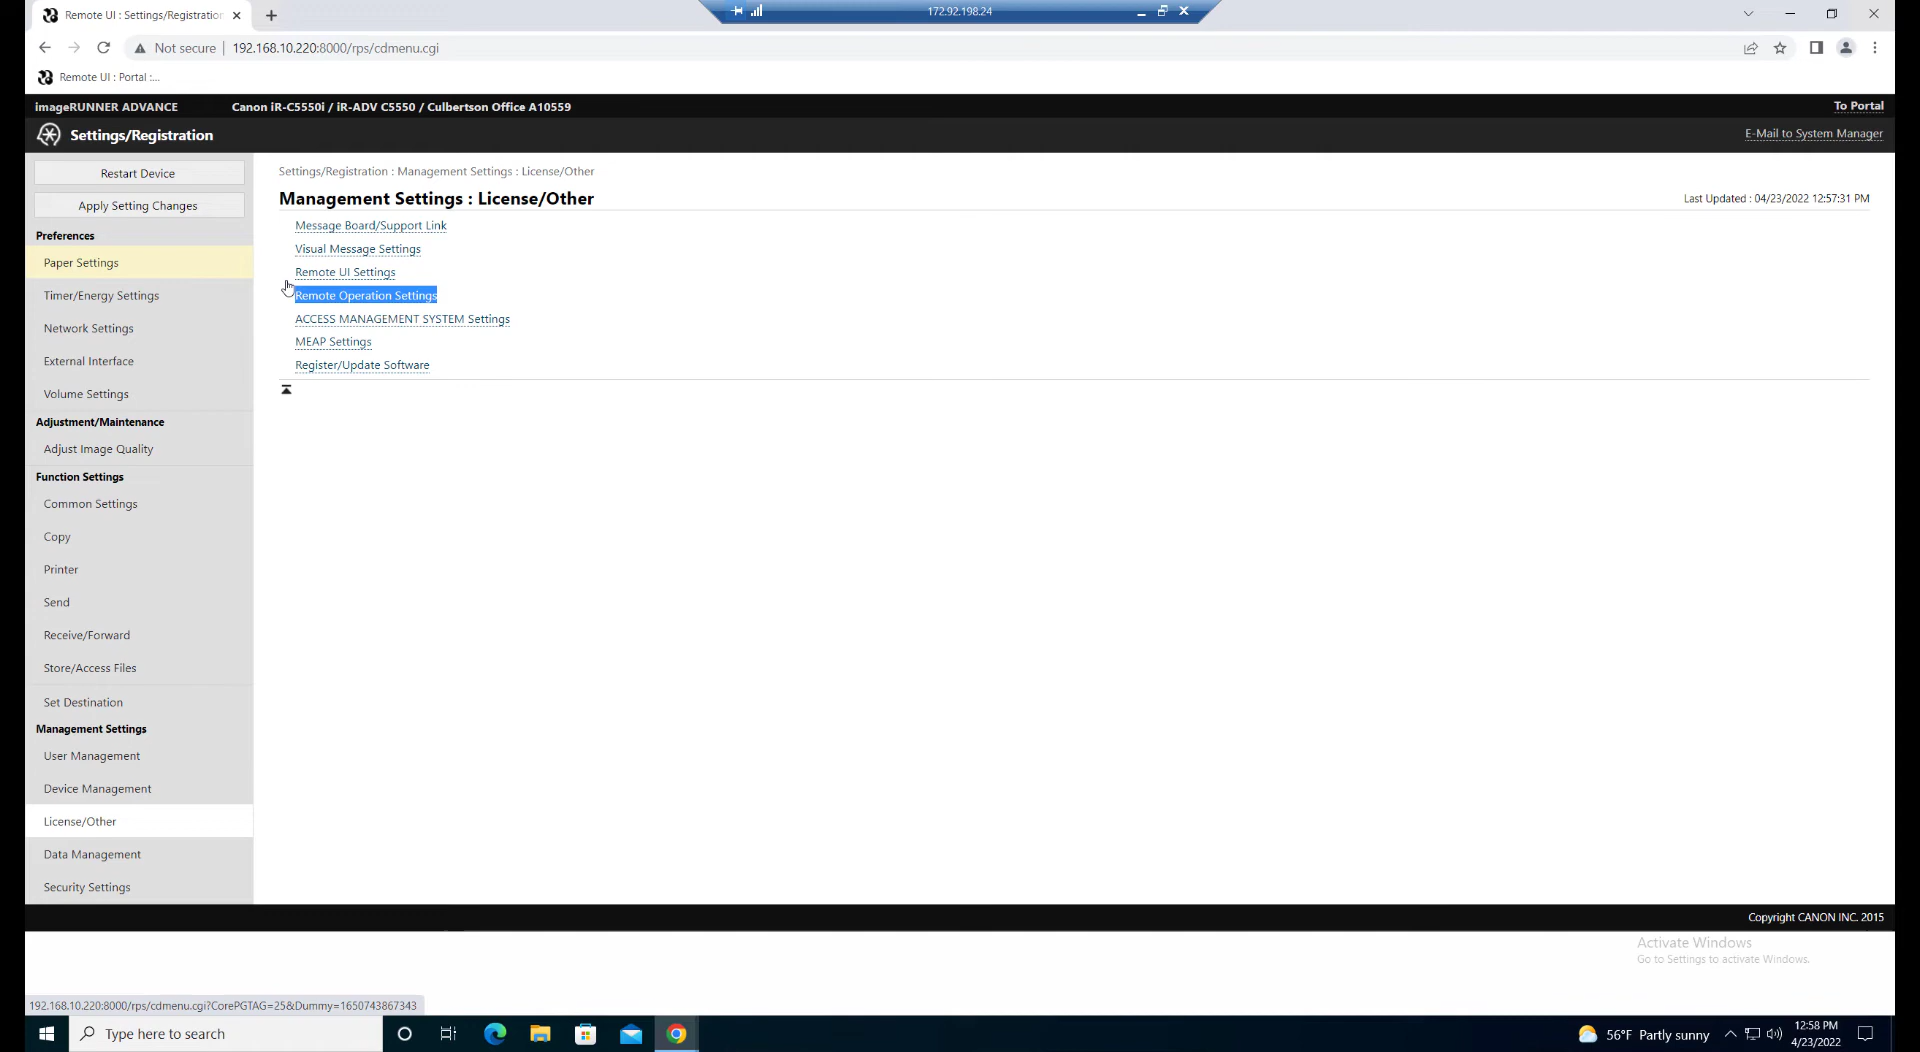 Remote UI : Settings/Registration
172.92.198.24
Not secure
192.168.10.220:8000/rps/cdmenu.cgi
Remote UI : Portal :...
imageRUNNER ADVANCE
Canon iR-C5550i / iR-ADV C5550 / Culbertson Office A10559
To Portal
Settings/Registration
E-Mail to System Manager
Restart Device
Apply Setting Changes
Preferences
Paper Settings
Timer/Energy Settings
Network Settings
External Interface
Volume Settings
Adjustment/Maintenance
Adjust Image Quality
Function Settings
Common Settings
Copy
Printer
Send
Receive/Forward
Store/Access Files
Set Destination
Management Settings
User Management
Device Management
License/Other
Data Management
Security Settings
Settings/Registration : Management Settings : License/Other
Management Settings : License/Other
Last Updated : 04/23/2022 12:57:31 PM
Message Board/Support Link
Visual Message Settings
Remote UI Settings
Remote Operation Settings
ACCESS MANAGEMENT SYSTEM Settings
MEAP Settings
Register/Update Software
Copyright CANON INC. 2015
Activate Windows
Go to Settings to activate Windows.
192.168.10.220:8000/rps/cdmenu.cgi?CorePGTAG=25&Dummy=1650743867343
Type here to search
56°F Partly sunny
12:58 PM
4/23/2022